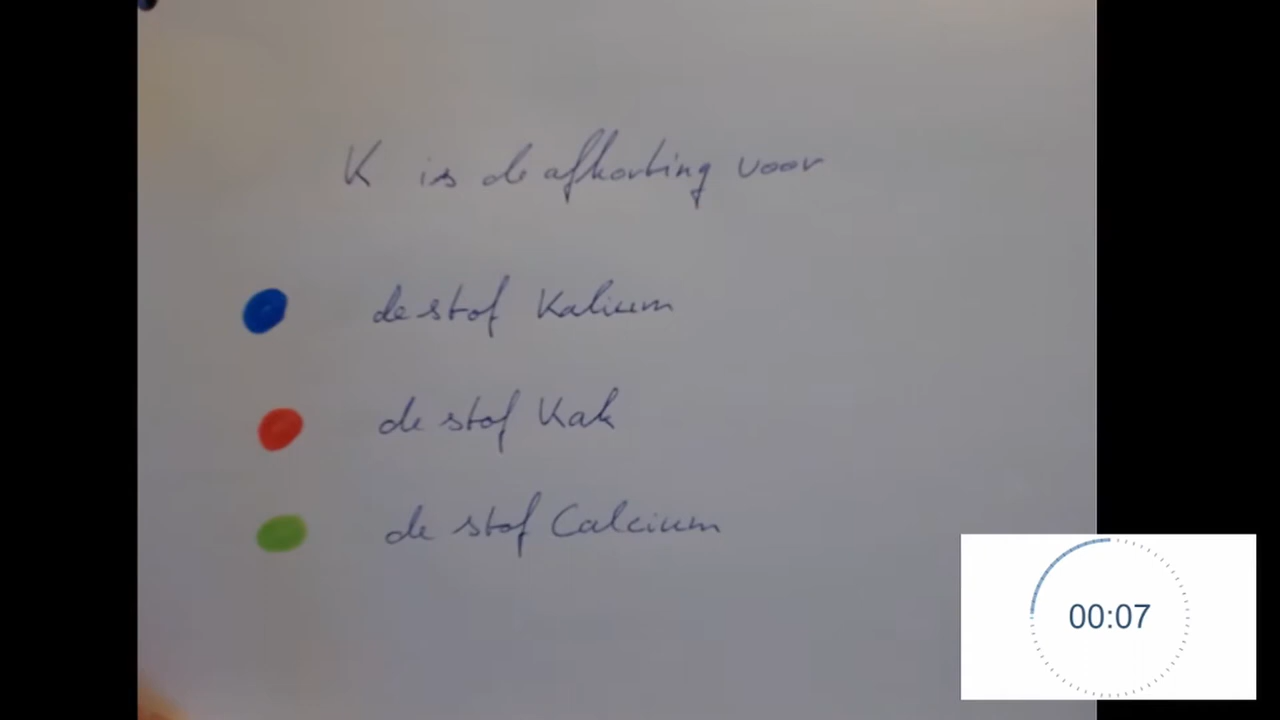 K is de afkorting voor
de stof Kalium
de stof Kak
de stof Calcium
00:07